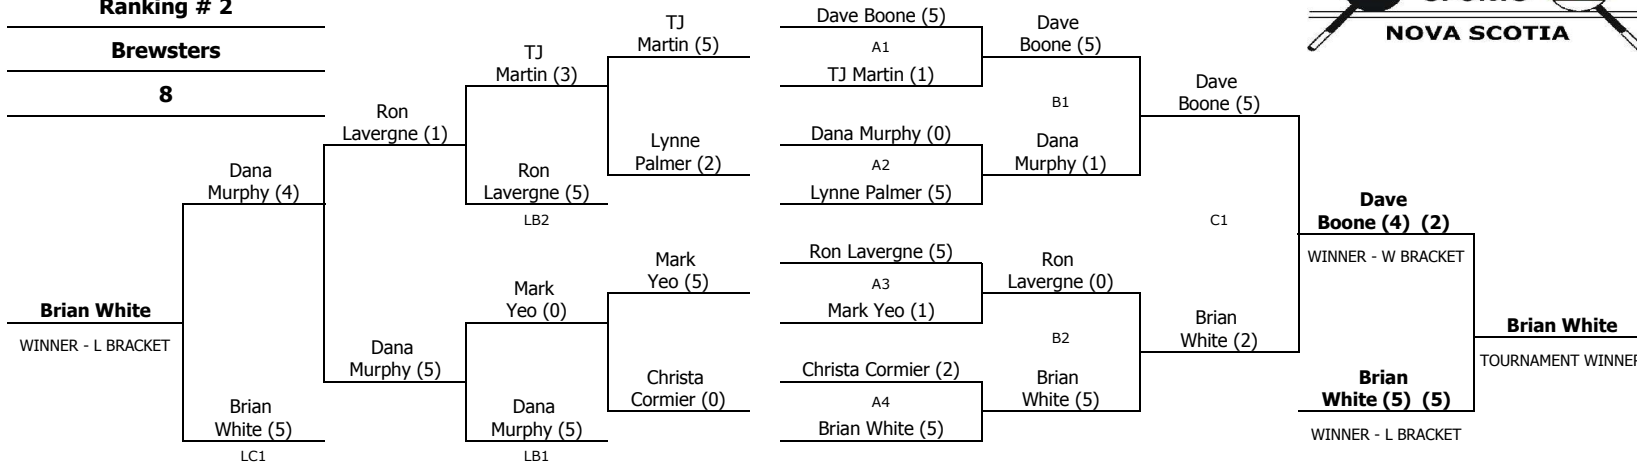 Ranking # 2
Brewsters
8
NOVA SCOTIA
Brian White
WINNER - L BRACKET
Dana
Murphy (4)
Brian
White (5)
LC1
Ron
Lavergne (1)
Dana
Murphy (5)
TJ
Martin (3)
Ron
Lavergne (5)
LB2
Mark
Yeo (0)
Dana
Murphy (5)
LB1
TJ
Martin (5)
Lynne
Palmer (2)
Mark
Yeo (5)
Christa
Cormier (0)
Dave Boone (5)
A1
TJ Martin (1)
Dana Murphy (0)
A2
Lynne Palmer (5)
Ron Lavergne (5)
A3
Mark Yeo (1)
Christa Cormier (2)
A4
Brian White (5)
Dave
Boone (5)
B1
Dana
Murphy (1)
Ron
Lavergne (0)
B2
Brian
White (5)
Dave
Boone (5)
C1
Brian
White (2)
Dave
Boone (4) (2)
WINNER - W BRACKET
Brian
White (5) (5)
WINNER - L BRACKET
Brian White
TOURNAMENT WINNER